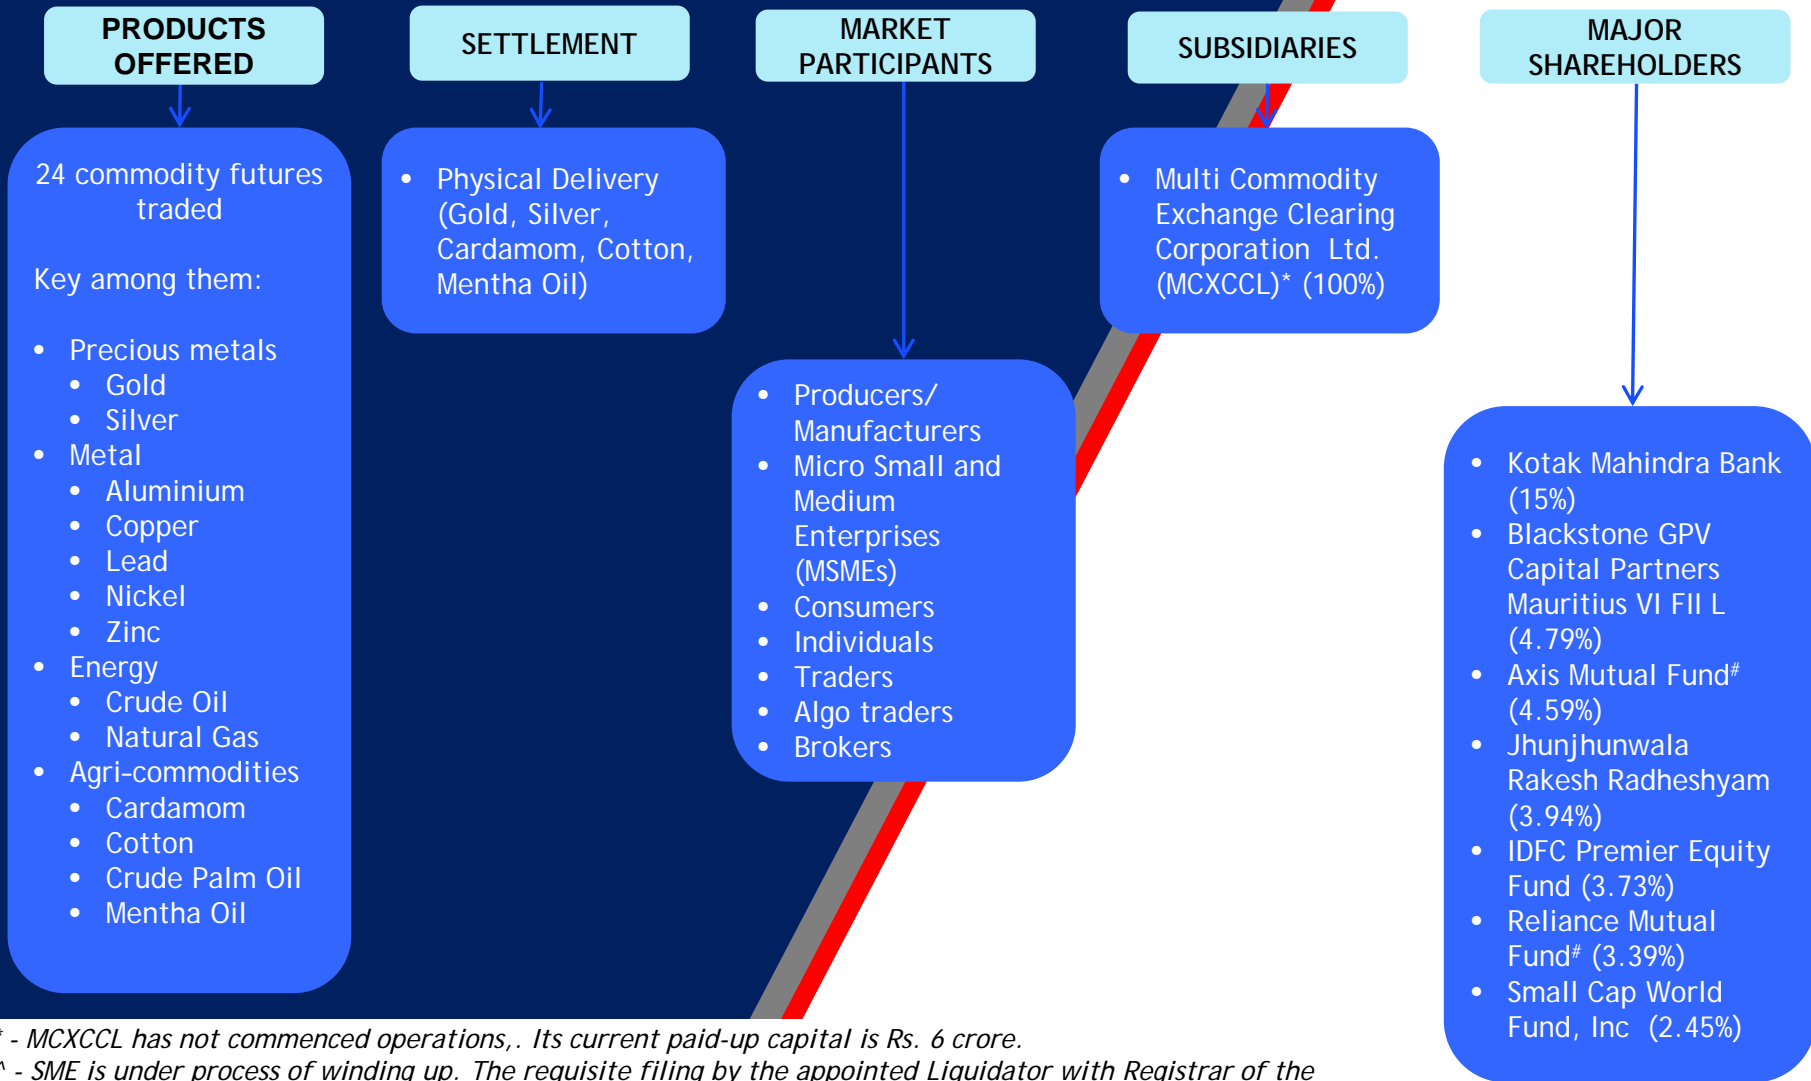 PRODUCTS
OFFERED
SETTLEMENT
MARKET
PARTICIPANTS
SUBSIDIARIES
MAJOR
SHAREHOLDERS
24 commodity futures
traded
Key among them:
• Precious metals
• Gold
• Silver
• Metal
• Aluminium
• Copper
• Lead
• Nickel
• Zinc
• Energy
• Crude Oil
• Natural Gas
• Agri-commodities
• Cardamom
• Cotton
• Crude Palm Oil
• Mentha Oil
• Physical Delivery
(Gold, Silver,
Cardamom, Cotton,
Mentha Oil)
• Producers/
Manufacturers
• Micro Small and
Medium
Enterprises
(MSMEs)
• Consumers
• Individuals
• Traders
• Algo traders
• Brokers
• Multi Commodity
Exchange Clearing
Corporation Ltd.
(MCXCCL)* (100%)
• Kotak Mahindra Bank
(15%)
• Blackstone GPV
Capital Partners
Mauritius VI FII L
(4.79%)
• Axis Mutual Fund#
(4.59%)
• Jhunjhunwala
Rakesh Radheshyam
(3.94%)
• IDFC Premier Equity
Fund (3.73%)
• Reliance Mutual
Fund# (3.39%)
• Small Cap World
Fund, Inc (2.45%)
* - MCXCCL has not commenced operations,. Its current paid-up capital is Rs. 6 crore.
^ - SME is under process of winding up. The requisite filing by the appointed Liquidator with Registrar of the